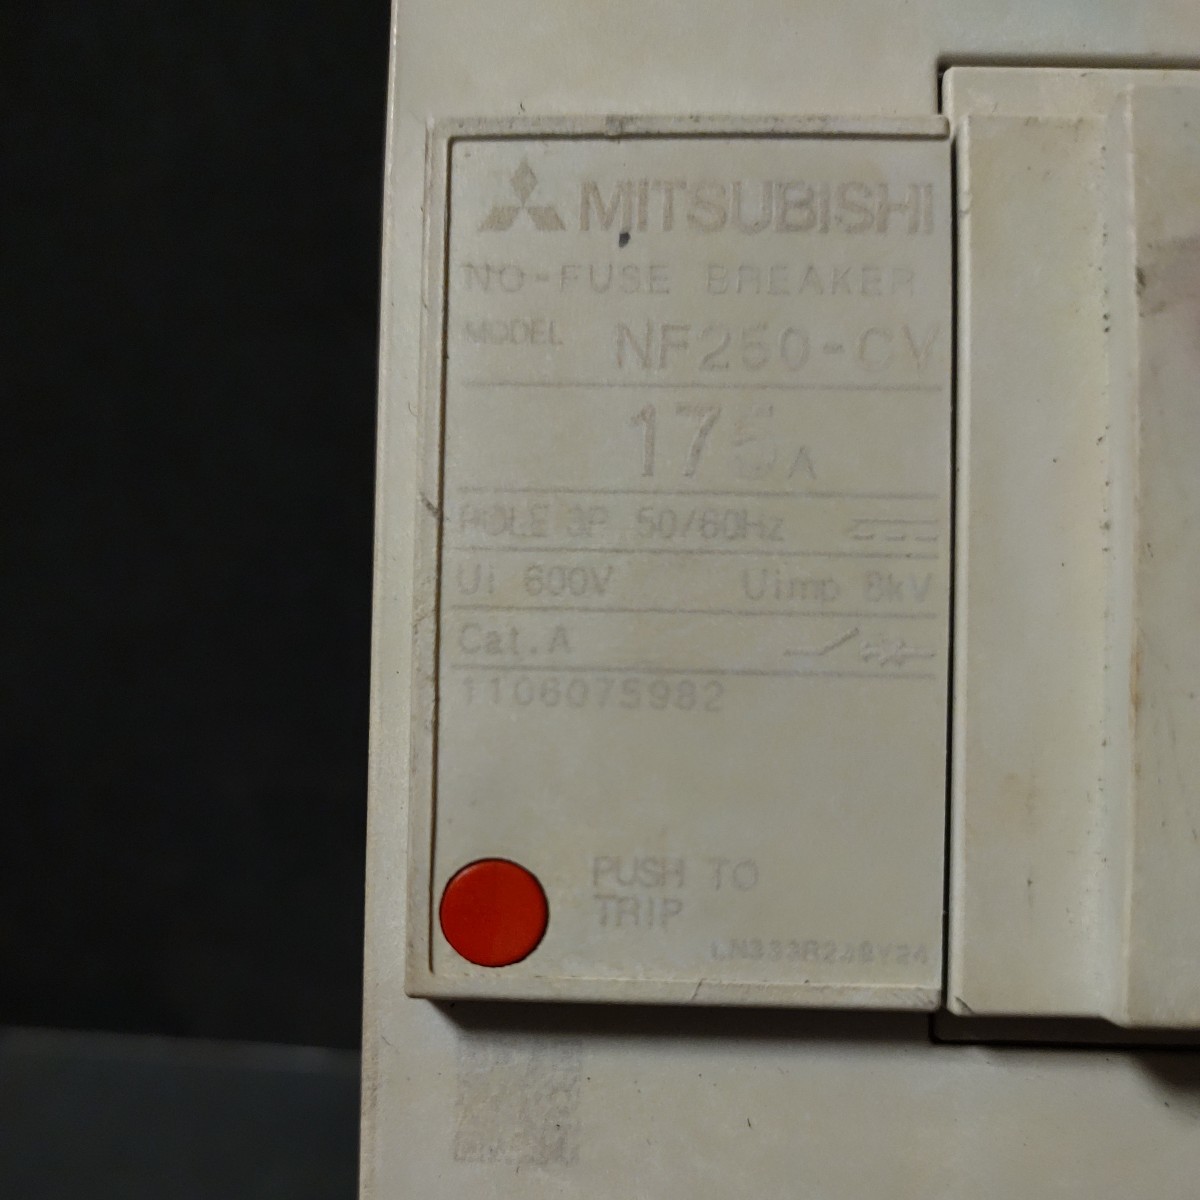 MITSUBISHI
NO-FUSE BREAKER
MODEL NF250-CV
175A
POLE 3P 50/60Hz
Ui 600V Uimp 8kV
Cat.A
1106075982
PUSH TO
TRIP